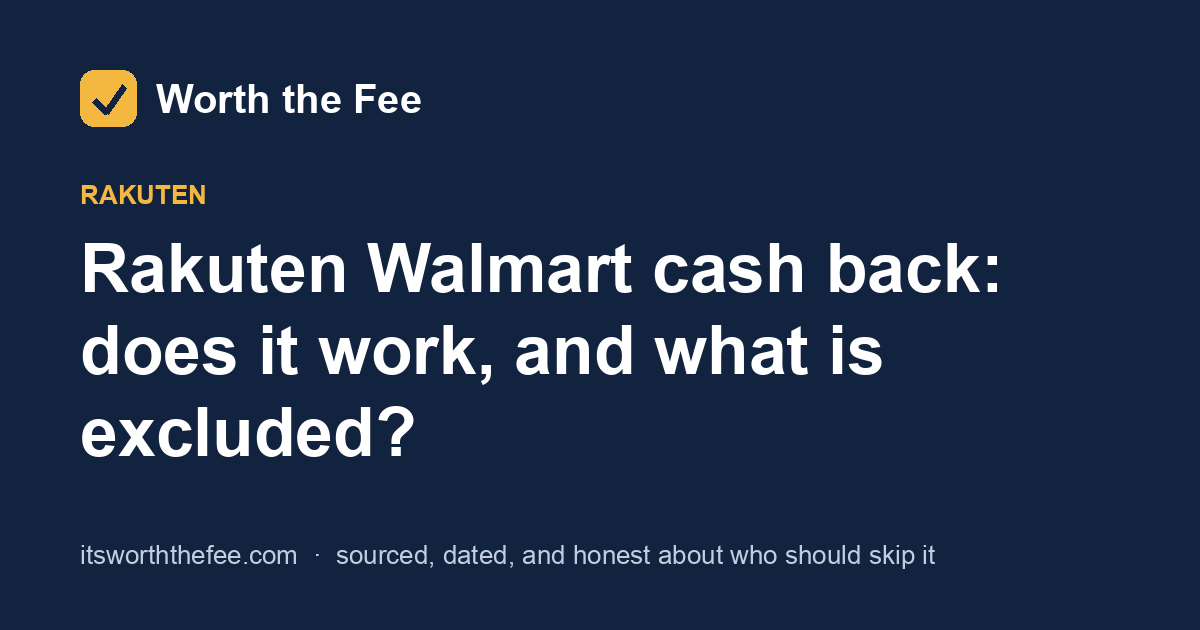 Worth the Fee
RAKUTEN
Rakuten Walmart cash back:
does it work, and what is
excluded?
itsworththefee.com · sourced, dated, and honest about who should skip it